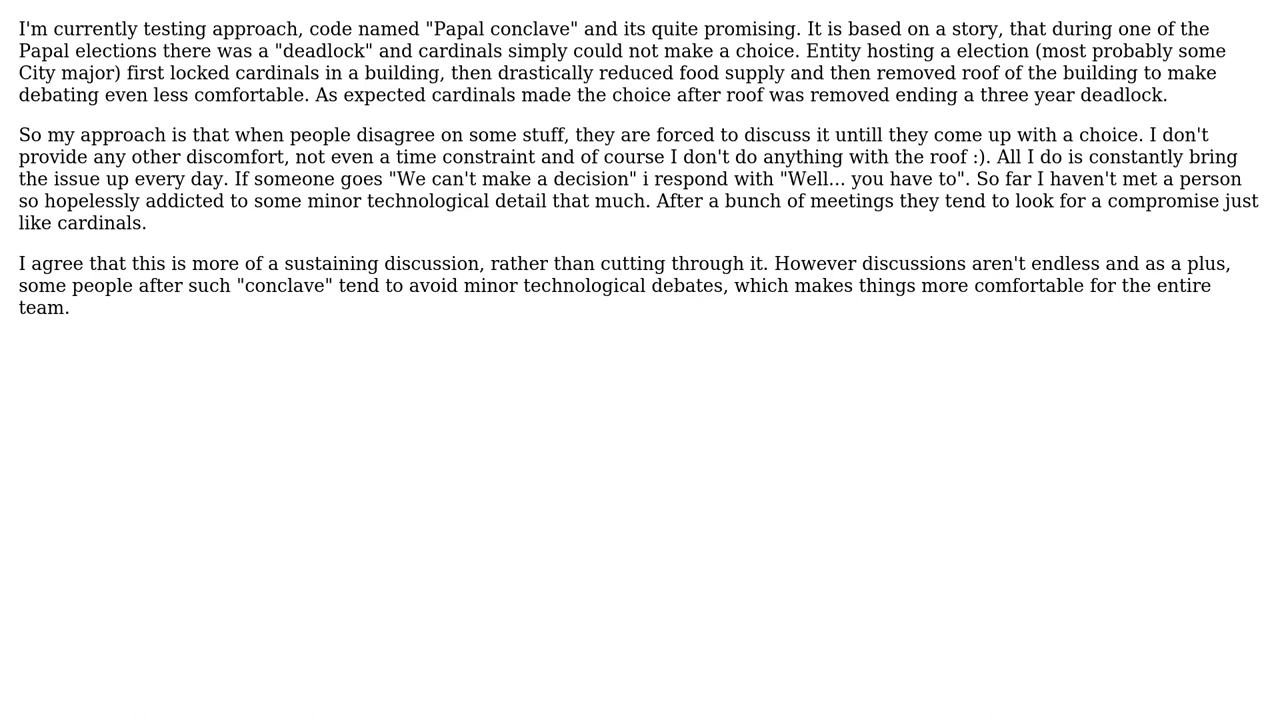 I'm currently testing approach, code named "Papal conclave" and its quite promising. It is based on a story, that during one of the
Papal elections there was a "deadlock" and cardinals simply could not make a choice. Entity hosting a election (most probably some
City major) first locked cardinals in a building, then drastically reduced food supply and then removed roof of the building to make
debating even less comfortable. As expected cardinals made the choice after roof was removed ending a three year deadlock.
So my approach is that when people disagree on some stuff, they are forced to discuss it untill they come up with a choice. I don't
provide any other discomfort, not even a time constraint and of course I don't do anything with the roof :). All I do is constantly bring
the issue up every day. If someone goes "We can't make a decision" i respond with "Well... you have to". So far I haven't met a person
so hopelessly addicted to some minor technological detail that much. After a bunch of meetings they tend to look for a compromise just
like cardinals.
I agree that this is more of a sustaining discussion, rather than cutting through it. However discussions aren't endless and as a plus,
some people after such "conclave" tend to avoid minor technological debates, which makes things more comfortable for the entire
team.